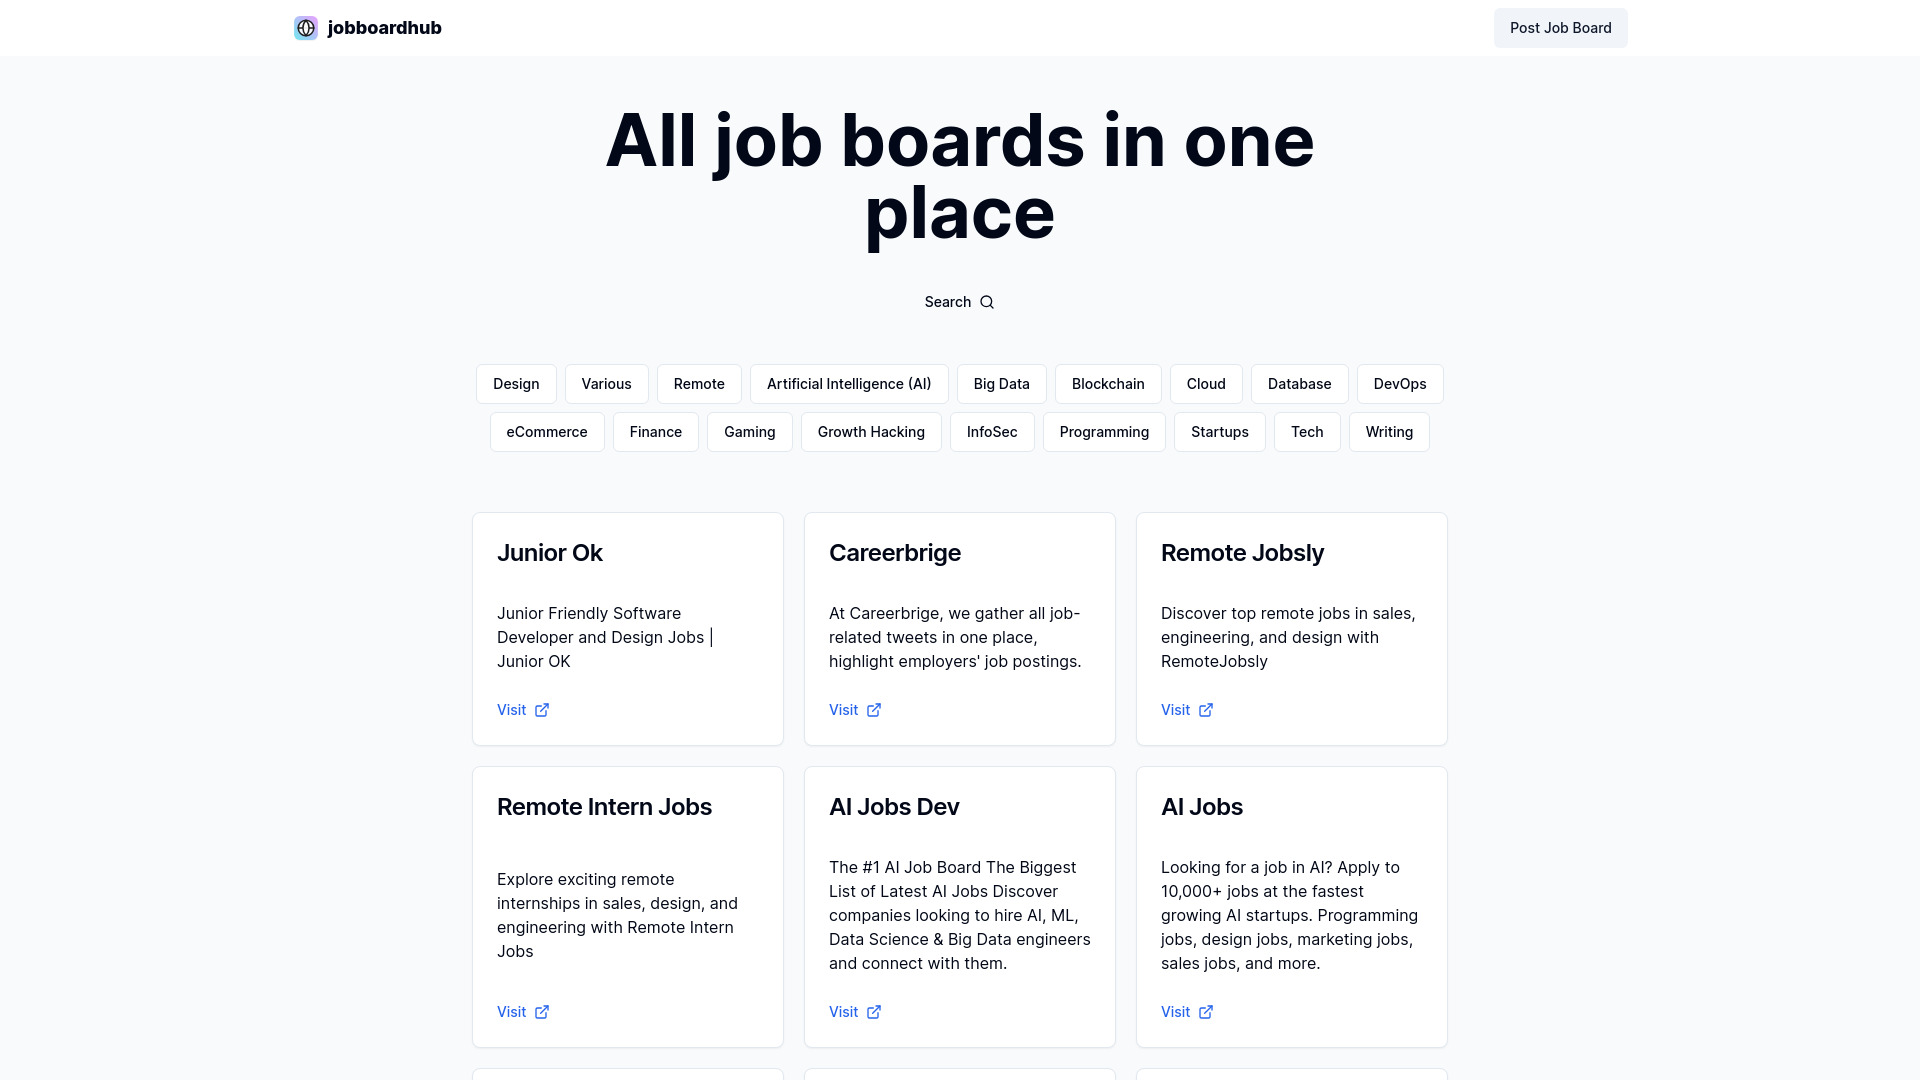 jobboardhub
Post Job Board
All job boards in one
place
Search
Design
Various
Remote
Artificial Intelligence (AI)
Big Data
Blockchain
Cloud
Database
DevOps
eCommerce
Finance
Gaming
Growth Hacking
InfoSec
Programming
Startups
Tech
Writing
Junior Ok
Junior Friendly Software
Developer and Design Jobs |
Junior OK
Visit
Careerbrige
At Careerbrige, we gather all job-
related tweets in one place,
highlight employers' job postings.
Visit
Remote Jobsly
Discover top remote jobs in sales,
engineering, and design with
RemoteJobsly
Visit
Remote Intern Jobs
Explore exciting remote
internships in sales, design, and
engineering with Remote Intern
Jobs
Visit
AI Jobs Dev
The #1 AI Job Board The Biggest
List of Latest AI Jobs Discover
companies looking to hire AI, ML,
Data Science & Big Data engineers
and connect with them.
Visit
AI Jobs
Looking for a job in AI? Apply to
10,000+ jobs at the fastest
growing AI startups. Programming
jobs, design jobs, marketing jobs,
sales jobs, and more.
Visit